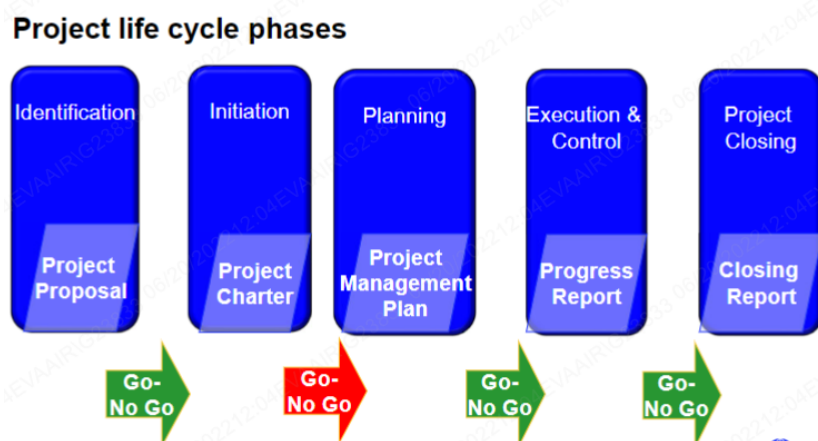 Project life cycle phases
Identification
Project
Proposal
Initiation
Project
Charter
Planning
Project
Management
Plan
Execution &
Control
Progress
Report
Project
Closing
Closing
Report
Go-
No Go
Go-
No Go
Go-
No Go
Go-
No Go